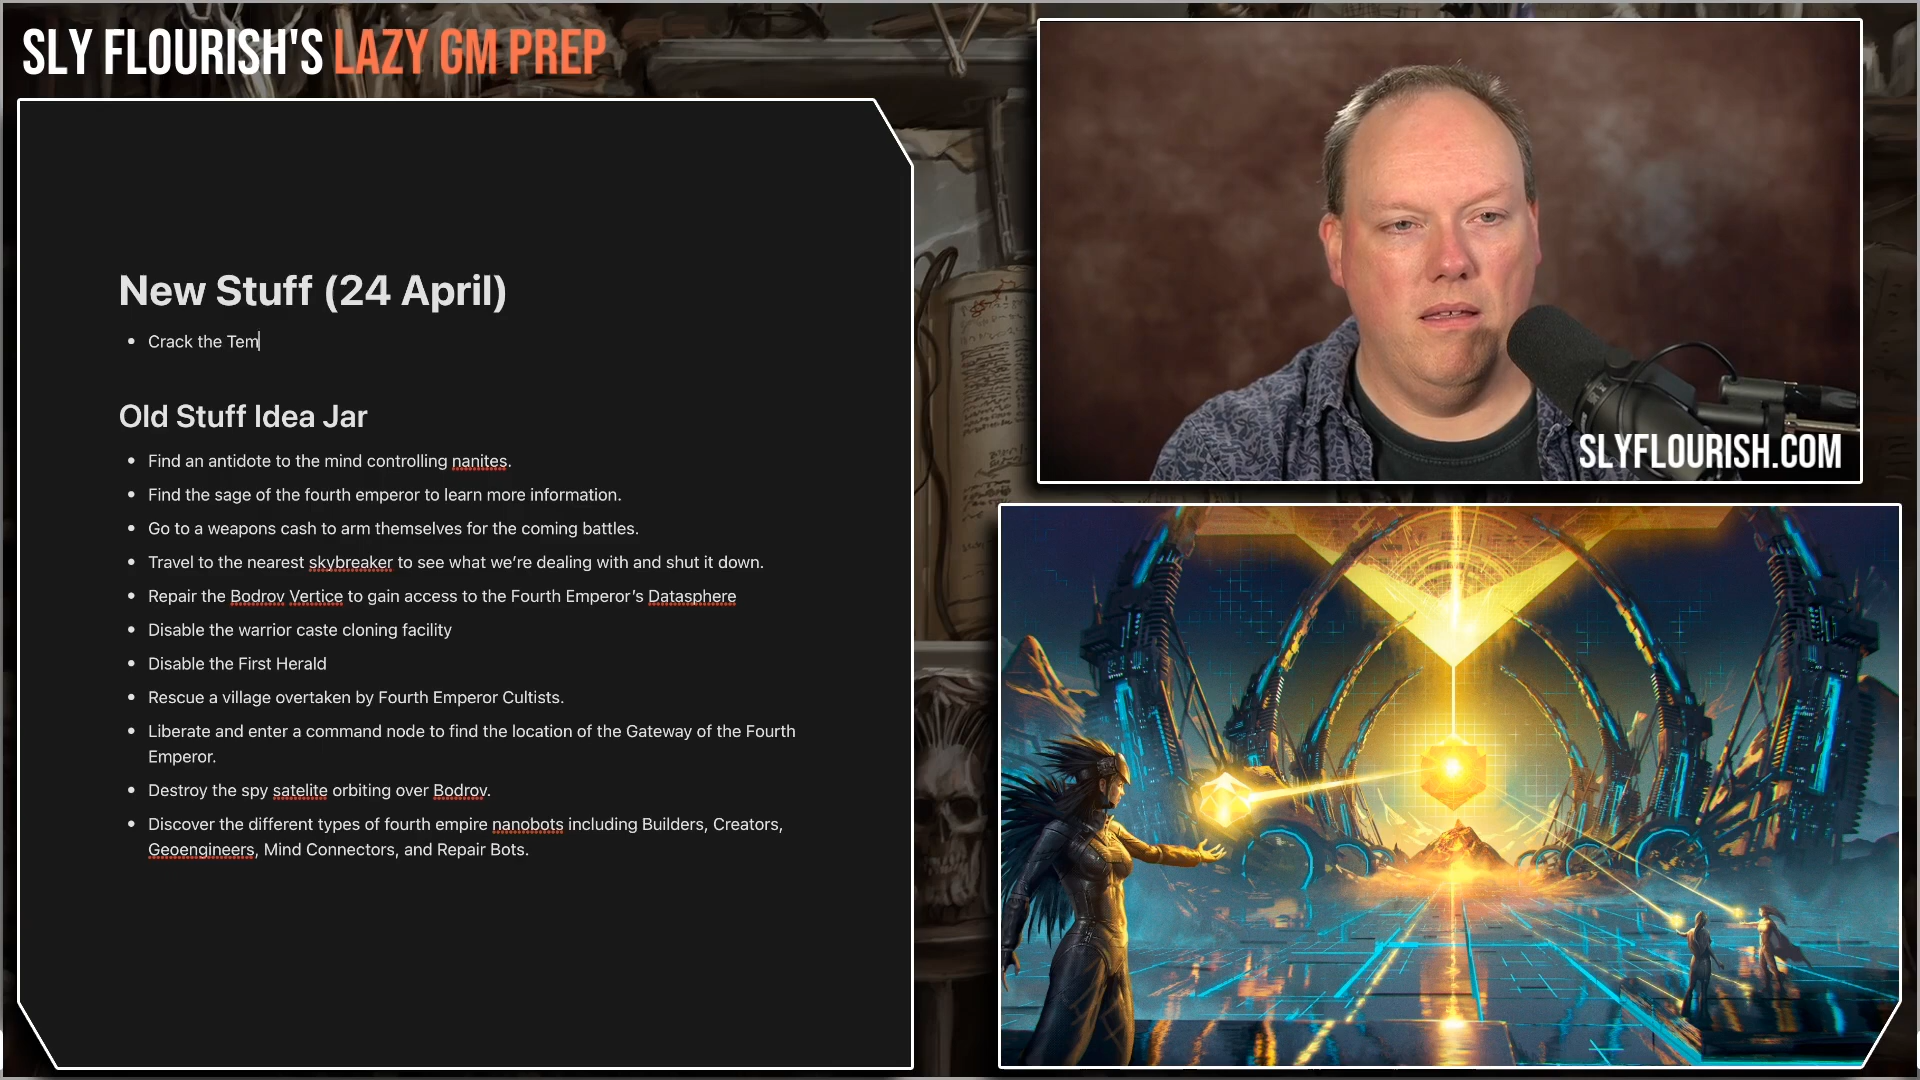 SLY FLOURISH'S LAZY GM PREP
New Stuff (24 April)
• Crack the Tem
Old Stuff Idea Jar
• Find an antidote to the mind controlling nanites.
• Find the sage of the fourth emperor to learn more information.
• Go to a weapons cash to arm themselves for the coming battles.
• Travel to the nearest skybreaker to see what we're dealing with and shut it down.
• Repair the Bodrov Vertice to gain access to the Fourth Emperor's Datasphere
• Disable the warrior caste cloning facility
• Disable the First Herald
• Rescue a village overtaken by Fourth Emperor Cultists.
• Liberate and enter a command node to find the location of the Gateway of the Fourth
Emperor.
• Destroy the spy satelite orbiting over Bodrov.
• Discover the different types of fourth empire nanobots including Builders, Creators,
Geoengineers, Mind Connectors, and Repair Bots.
SLYFLOURISH.COM